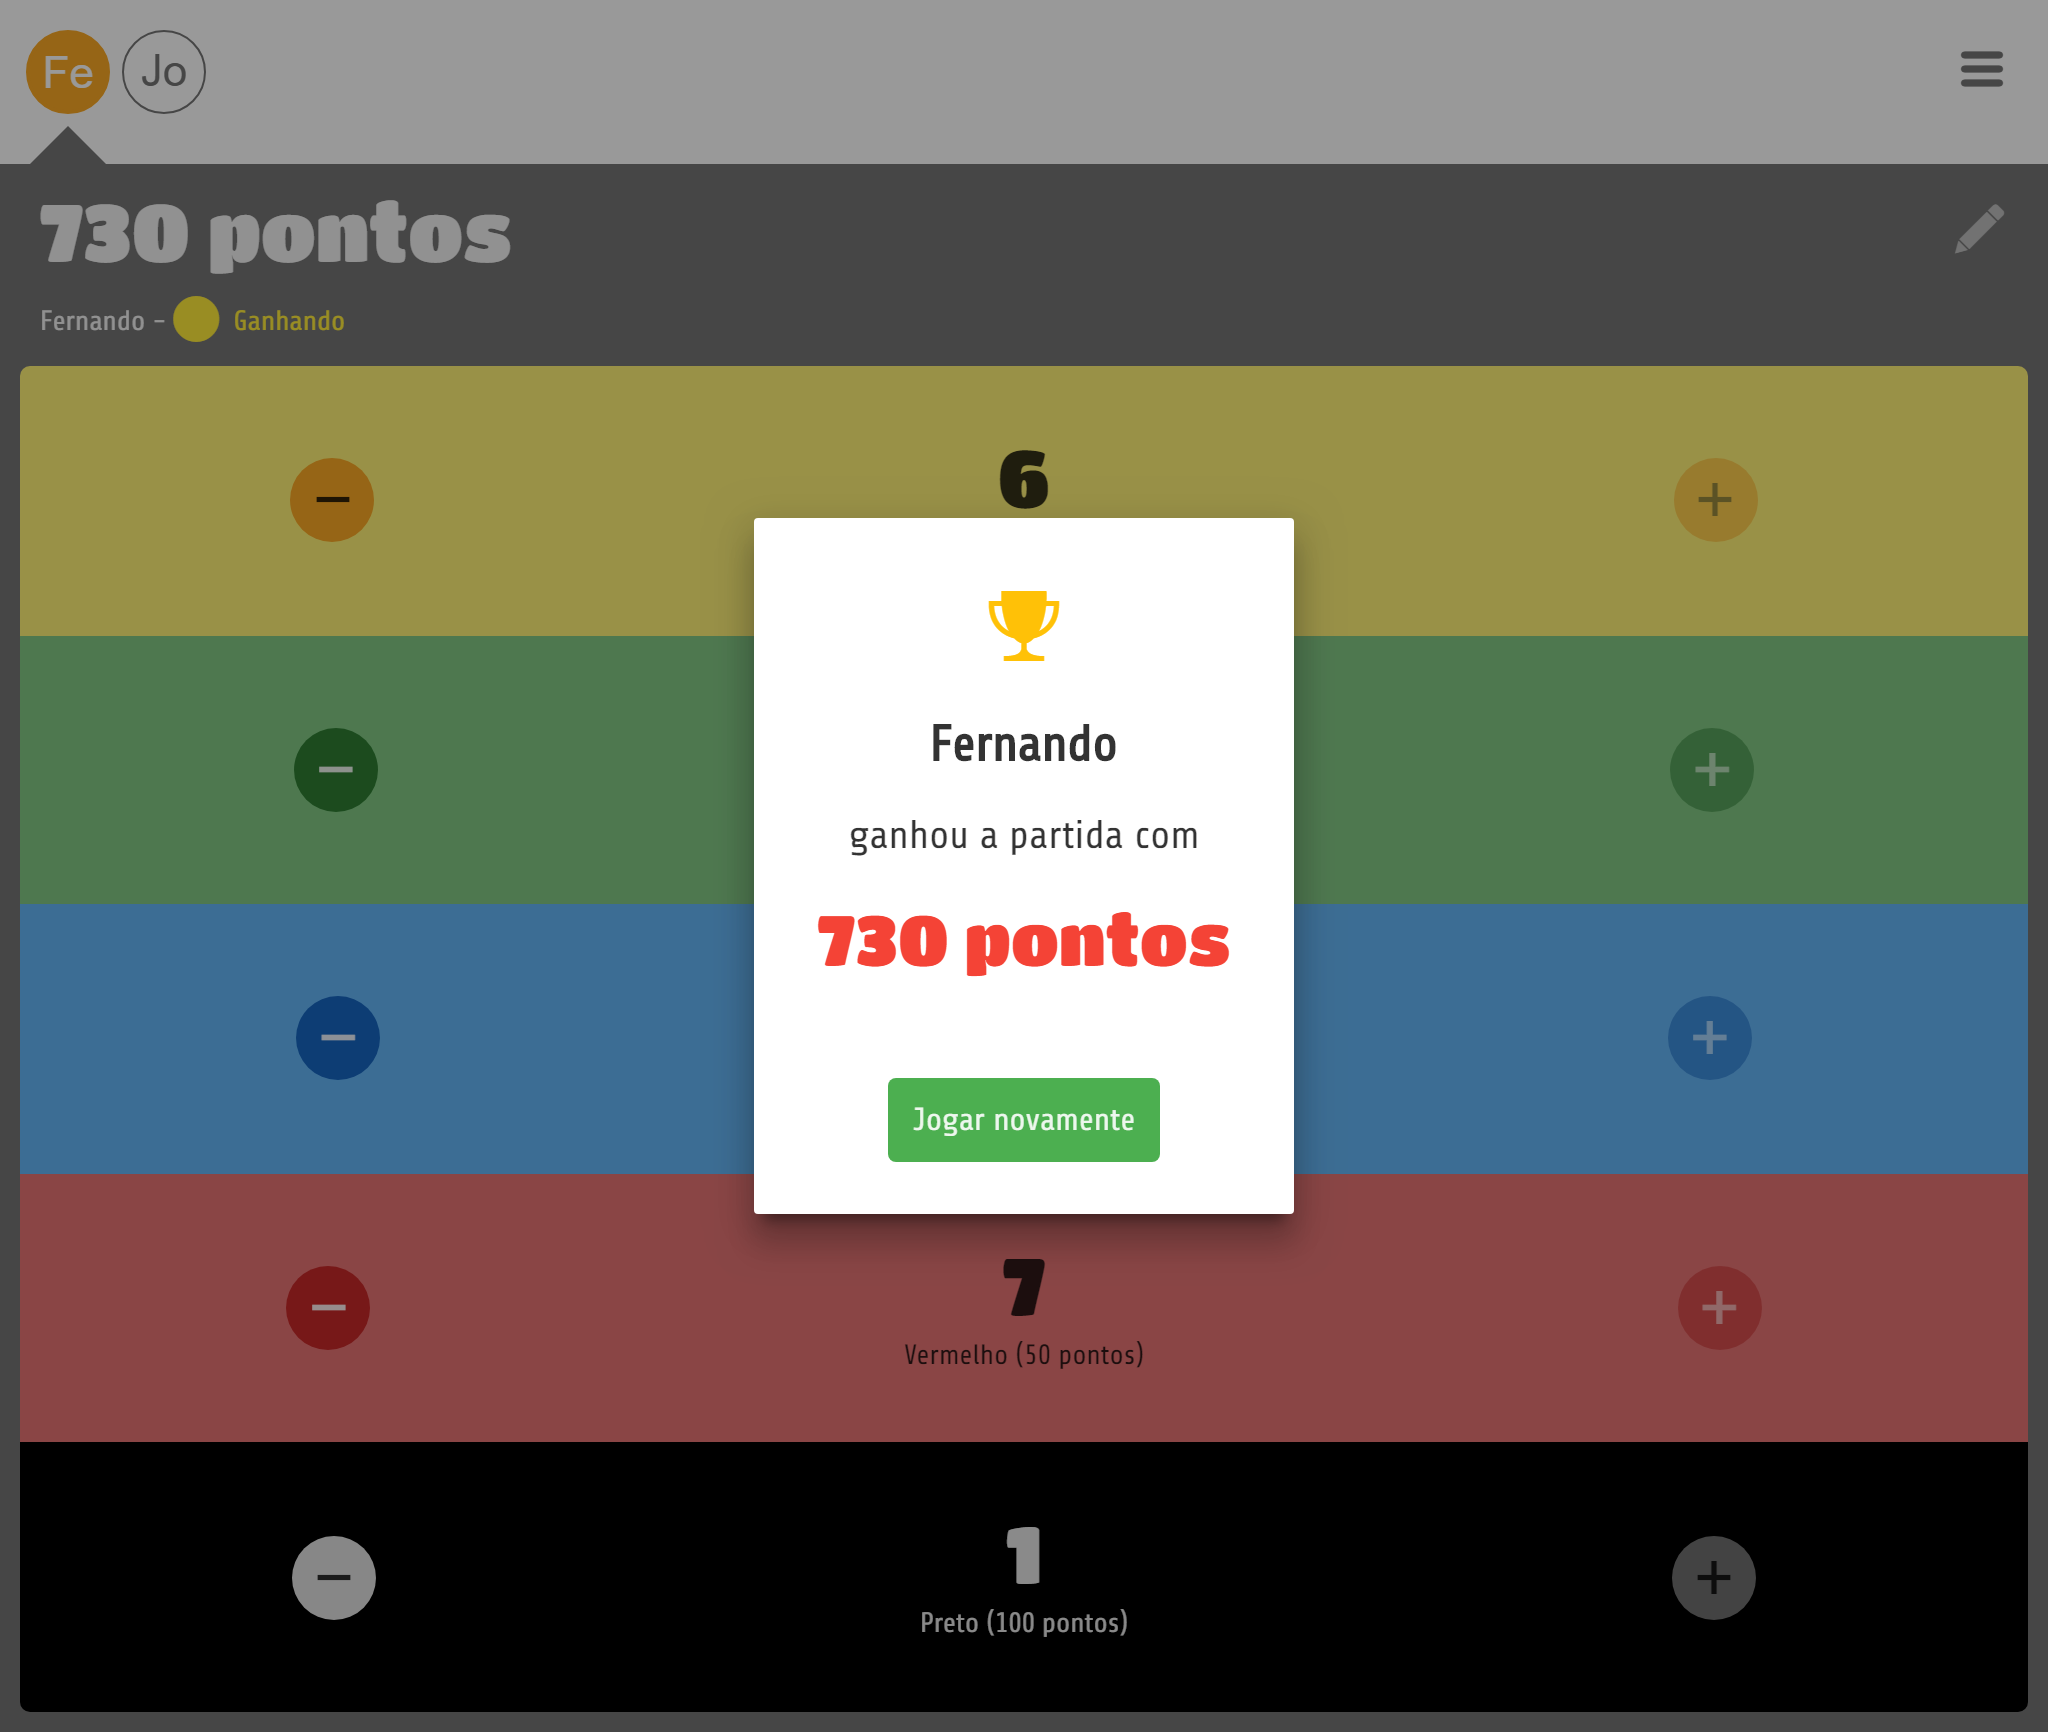 Fe Jo
730 pontos
Fernando - Ganhando
6
Fernando
ganhou a partida com
730 pontos
Jogar novamente
7
Vermelho (50 pontos)
1
Preto (100 pontos)